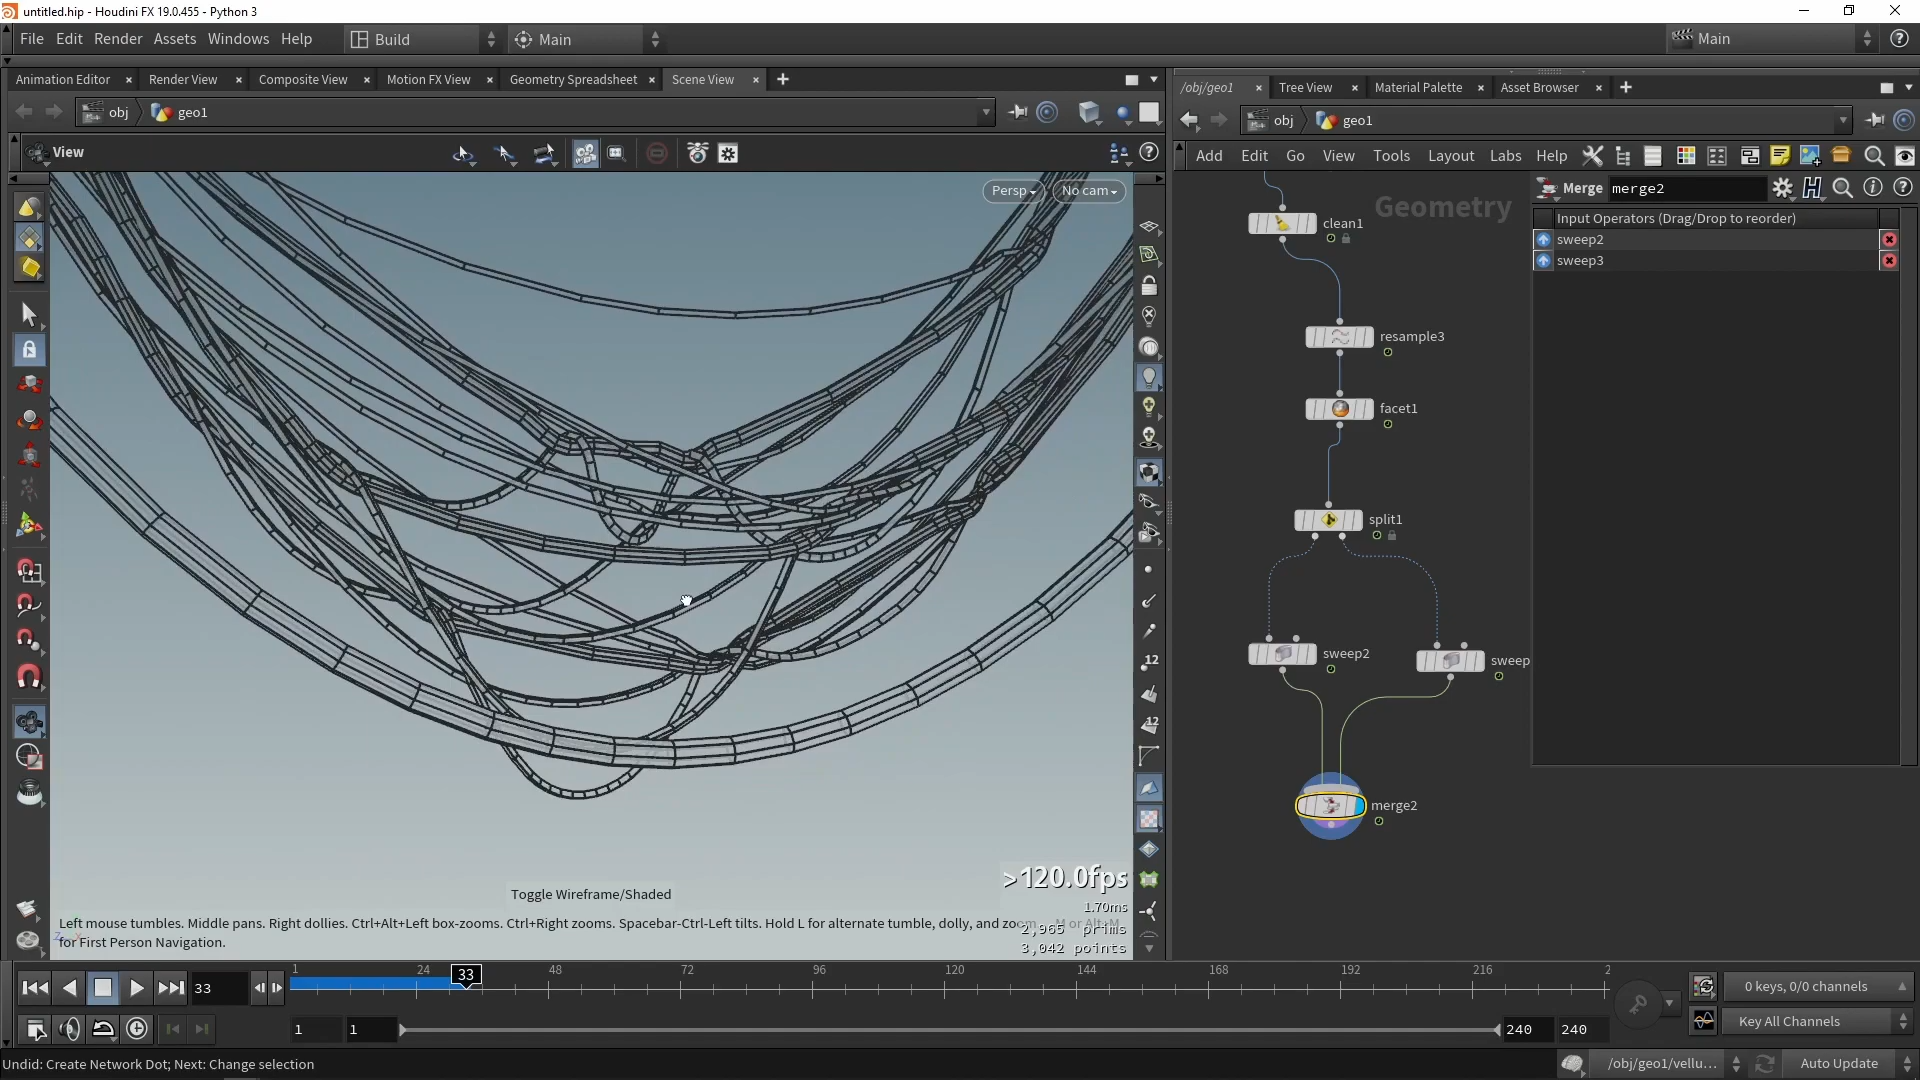 untitled.hip - Houdini FX 19.0.455 - Python 3
File Edit Render Assets Windows Help Build Main Main
Animation Editor Render View Composite View Motion FX View Geometry Spreadsheet Scene View
/obj/geo1 Tree View Material Palette Asset Browser
obj geo1
obj geo1
View
Add Edit Go View Tools Layout Labs Help
Persp No cam
Geometry
Merge merge2
Input Operators (Drag/Drop to reorder)
sweep2
sweep3
clean1
resample3
facet1
split1
sweep2
sweep
merge2
12
12
>120.0fps
1.70ms
2,965 prims
3,042 points
Toggle Wireframe/Shaded
Left mouse tumbles. Middle pans. Right dollies. Ctrl+Alt+Left box-zooms. Ctrl+Right zooms. Spacebar-Ctrl-Left tilts. Hold L for alternate tumble, dolly, and zoom. M or Alt+M
for First Person Navigation.
33 1 24 33 48 72 96 120 144 168 192 216 2
0 keys, 0/0 channels
1 1 240 240
Key All Channels
Undid: Create Network Dot; Next: Change selection
/obj/geo1/vellu... Auto Update